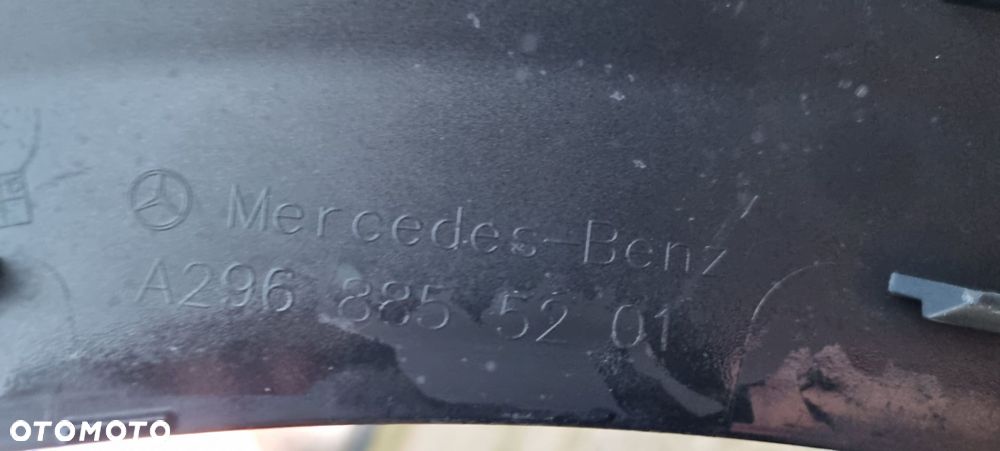 Mercedes-Benz
A296 885 52 01
OTOMOTO